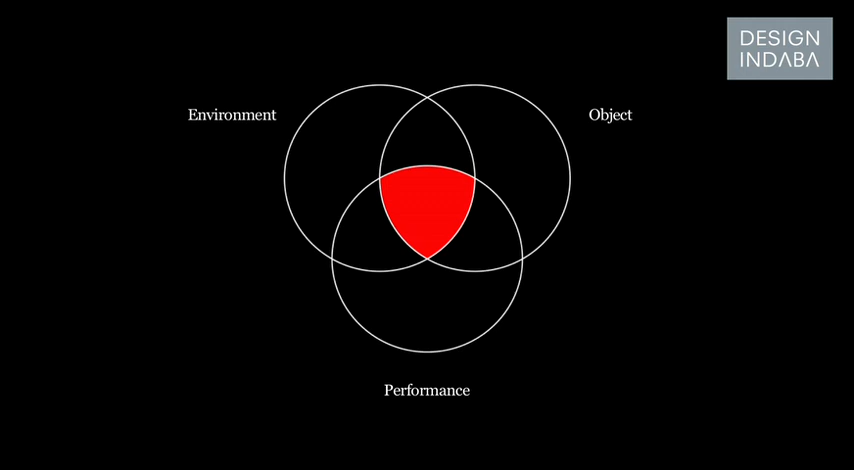 DESIGN
INDABA
Environment
Object
Performance